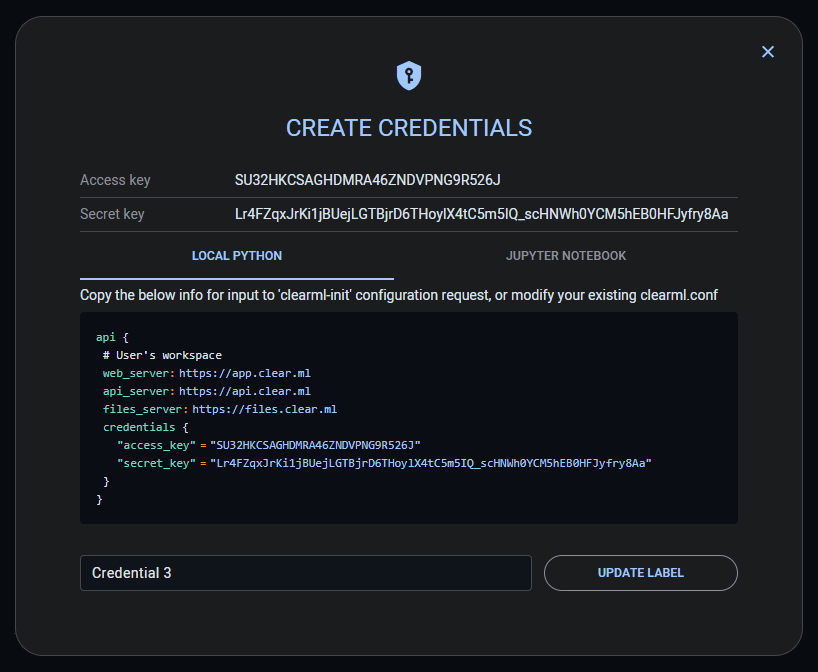 CREATE CREDENTIALS
Access key SU32HKCSAGHDMRA46ZNDVPNG9R526J
Secret key Lr4FZqxJrKi1jBUejLGTBjrD6THoylX4tC5m5IQ_scHNWh0YCM5hEB0HFJyfry8Aa
LOCAL PYTHON JUPYTER NOTEBOOK
Copy the below info for input to 'clearml-init' configuration request, or modify your existing clearml.conf
api {
# User's workspace
web_server: https://app.clear.ml
api_server: https://api.clear.ml
files_server: https://files.clear.ml
credentials {
"access_key" = "SU32HKCSAGHDMRA46ZNDVPNG9R526J"
"secret_key" = "Lr4FZqxJrKi1jBUejLGTBjrD6THoylX4tC5m5IQ_scHNWh0YCM5hEB0HFJyfry8Aa"
}
}
Credential 3 UPDATE LABEL